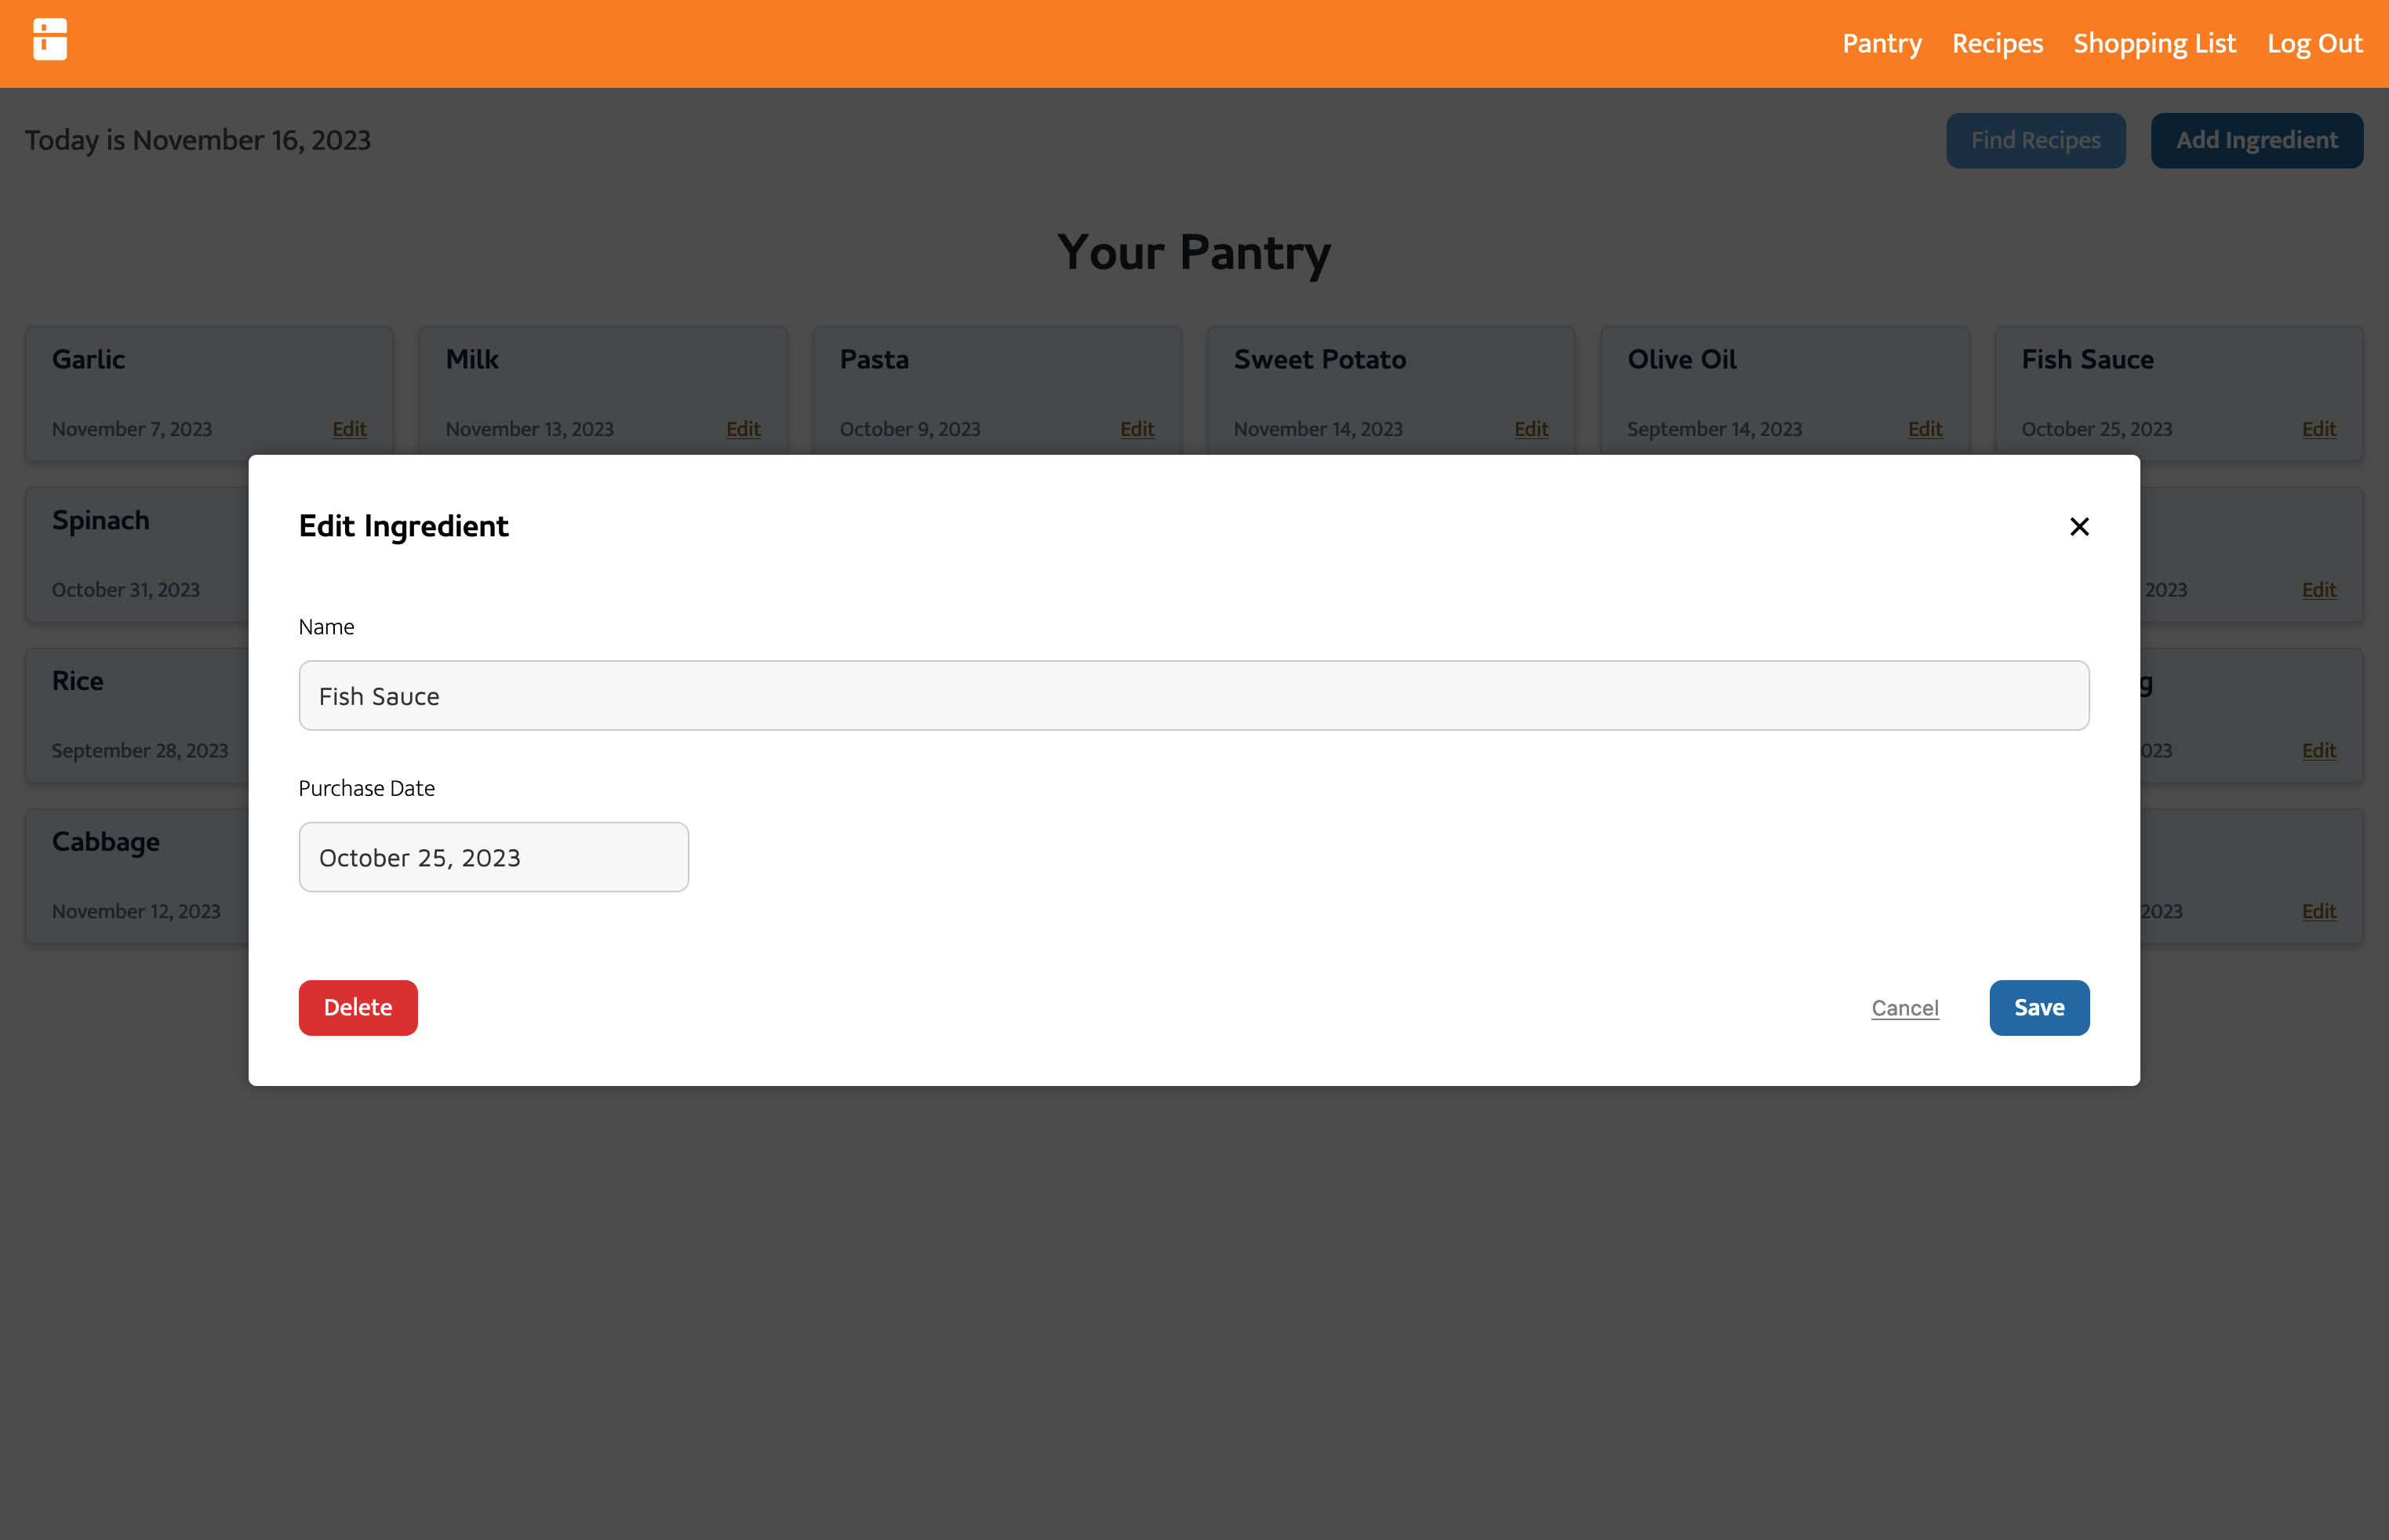 Pantry Recipes Shopping List Log Out
Today is November 16, 2023
Find Recipes Add Ingredient
Your Pantry
Garlic Milk Pasta Sweet Potato Olive Oil Fish Sauce
November 7, 2023 Edit November 13, 2023 Edit October 9, 2023 Edit November 14, 2023 Edit September 14, 2023 Edit October 25, 2023 Edit
Spinach
October 31, 2023
2023 Edit
Rice
September 28, 2023
Edit
Cabbage
November 12, 2023
2023 Edit
Edit Ingredient
Name
Fish Sauce
Purchase Date
October 25, 2023
Delete Cancel Save